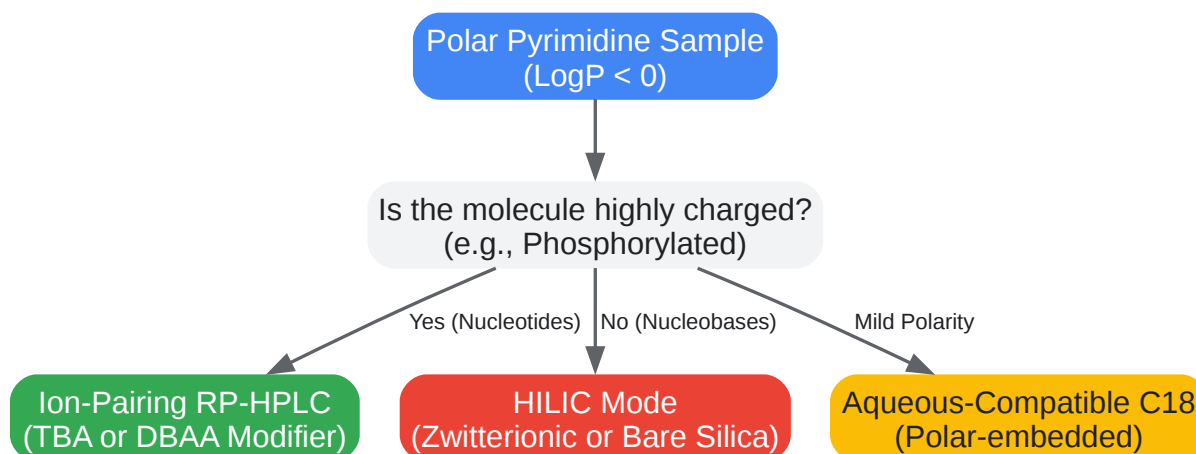 Polar Pyrimidine Sample
(LogP < 0)
Is the molecule highly charged?
(e.g., Phosphorylated)
Yes (Nucleotides)
No (Nucleobases)
Mild Polarity
Ion-Pairing RP-HPLC
(TBA or DBAA Modifier)
HILIC Mode
(Zwitterionic or Bare Silica)
Aqueous-Compatible C18
(Polar-embedded)